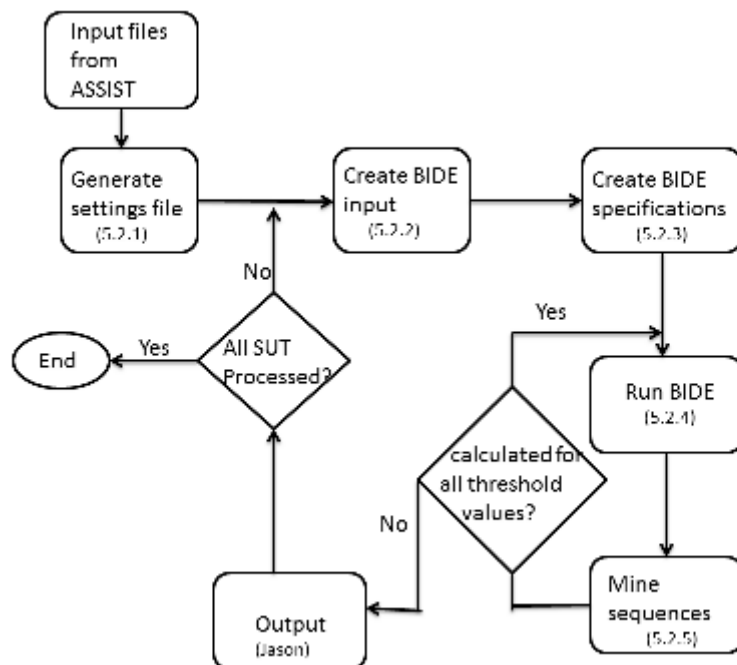 Input files
from
ASSIST
Generate
settings file
(5.2.1)
Create BIDE
input
(5.2.2)
Create BIDE
specifications
(5.2.3)
No
Yes
End
Yes
All SUT
Processed?
Run BIDE
(5.2.4)
calculated for
all threshold
values?
No
Output
(Jason)
Mine
sequences
(5.2.5)